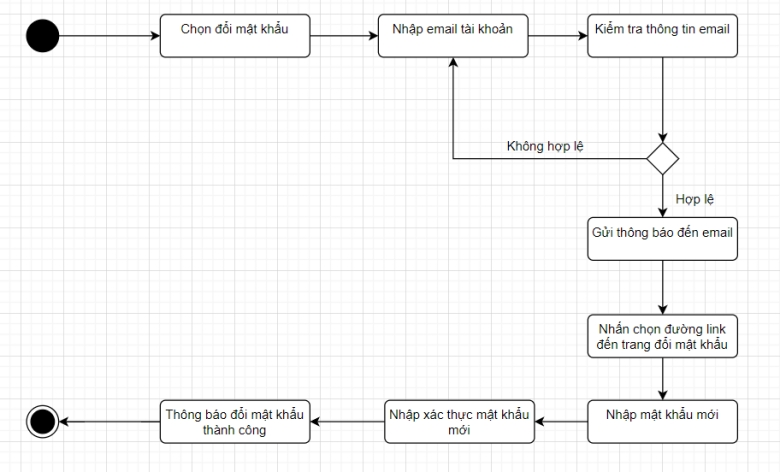 Chọn đổi mật khẩu
Nhập email tài khoản
Kiểm tra thông tin email
Không hợp lệ
Hợp lệ
Gửi thông báo đến email
Nhấn chọn đường link
đến trang đổi mật khẩu
Nhập mật khẩu mới
Nhập xác thực mật khẩu
mới
Thông báo đổi mật khẩu
thành công